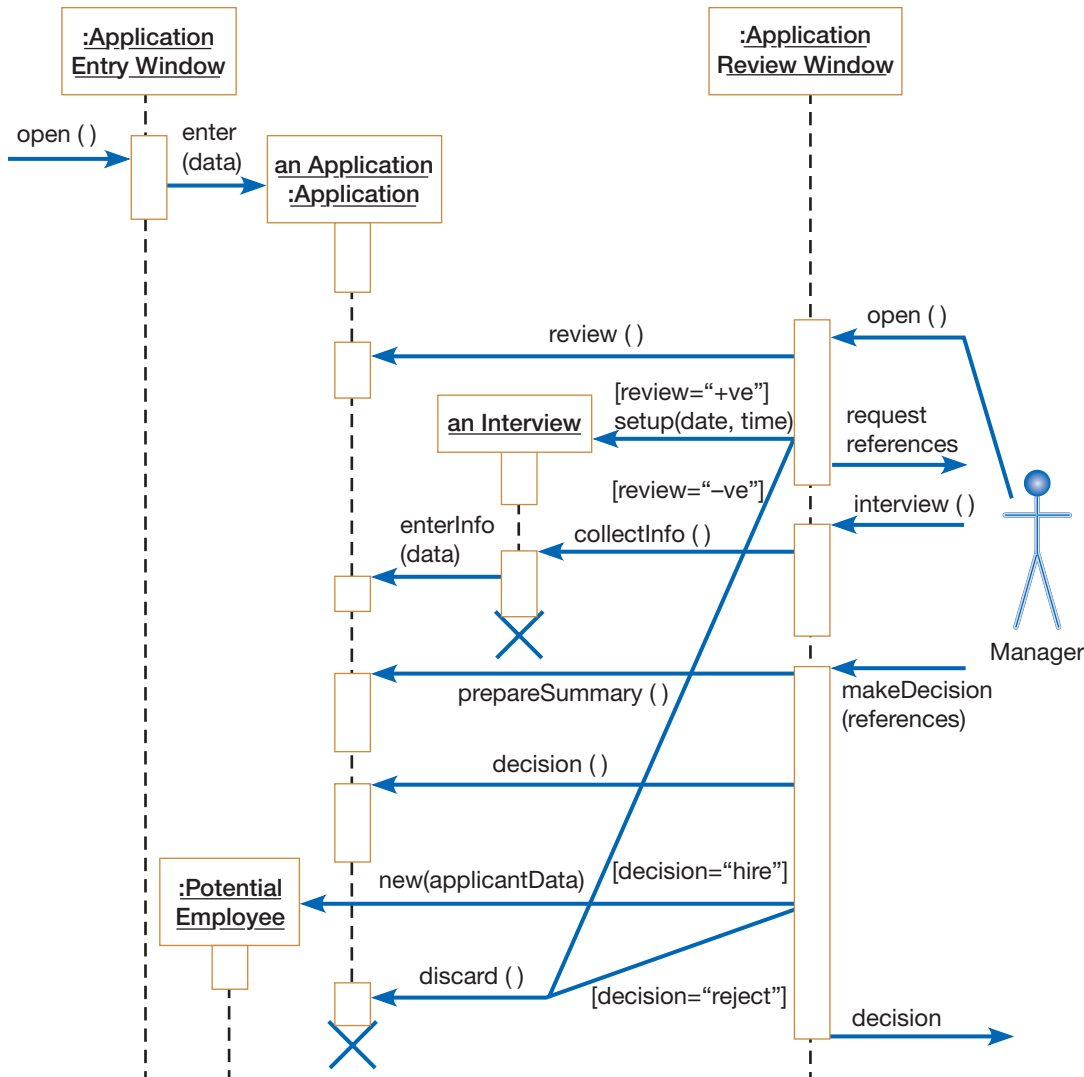 :Application
Entry Window
:Application
Review Window
open ( )
enter
(data)
an Application
:Application
open ( )
review ( )
[review=“+ve”]
setup(date, time)
an Interview
request
references
[review=“–ve”]
interview ( )
enterInfo
(data)
collectInfo ( )
Manager
prepareSummary ( )
makeDecision
(references)
decision ( )
[decision=“hire”]
new(applicantData)
:Potential
Employee
discard ( )
[decision=“reject”]
decision